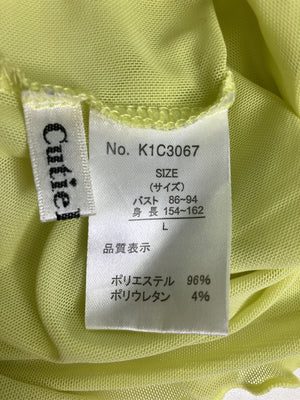 Cutie
No. K1C3067
SIZE
(サイズ)
バスト 86~94
身 長 154~162
L
品質表示
ポリエステル 96%
ポリウレタン 4%